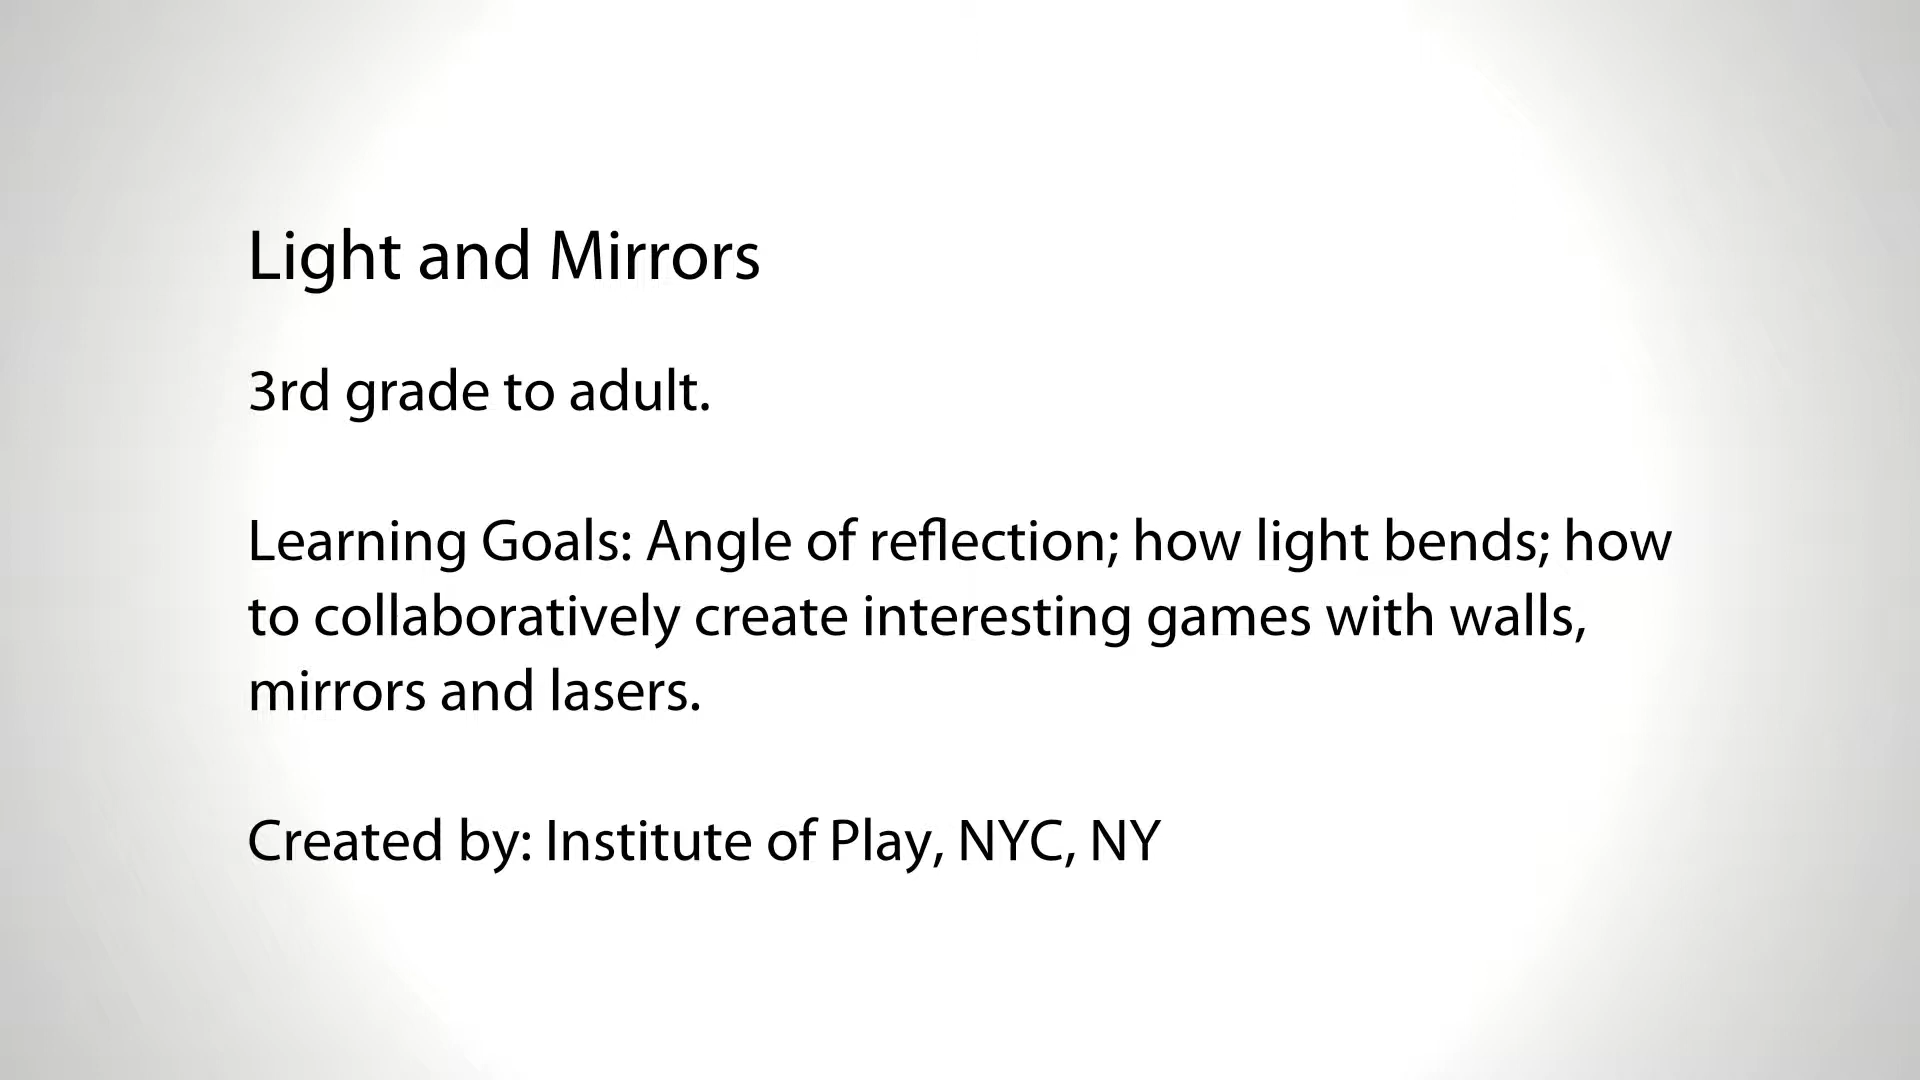 Light and Mirrors
3rd grade to adult.
Learning Goals: Angle of reflection; how light bends; how
to collaboratively create interesting games with walls,
mirrors and lasers.
Created by: Institute of Play, NYC, NY